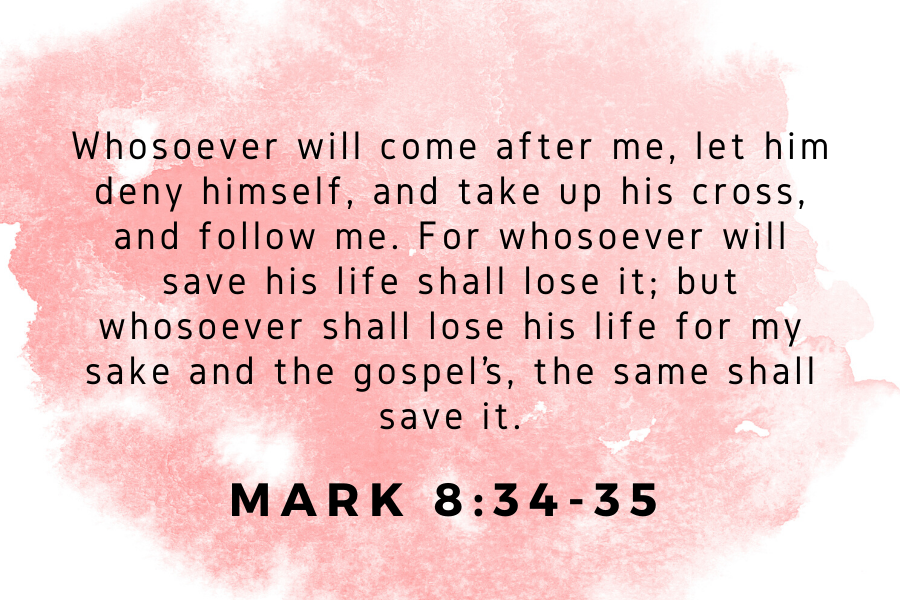 Whosoever will come after me, let him
deny himself, and take up his cross,
and follow me. For whosoever will
save his life shall lose it; but
whosoever shall lose his life for my
sake and the gospel’s, the same shall
save it.
MARK 8:34-35